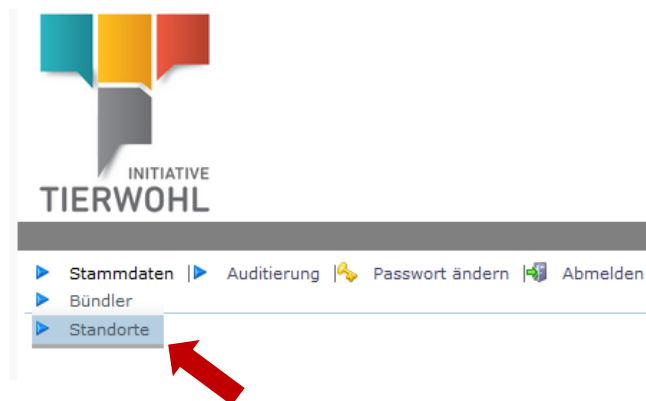 INITIATIVE
TIERWOHL
Stammdaten | Auditierung | Passwort ändern | Abmelden
Bündler
Standorte